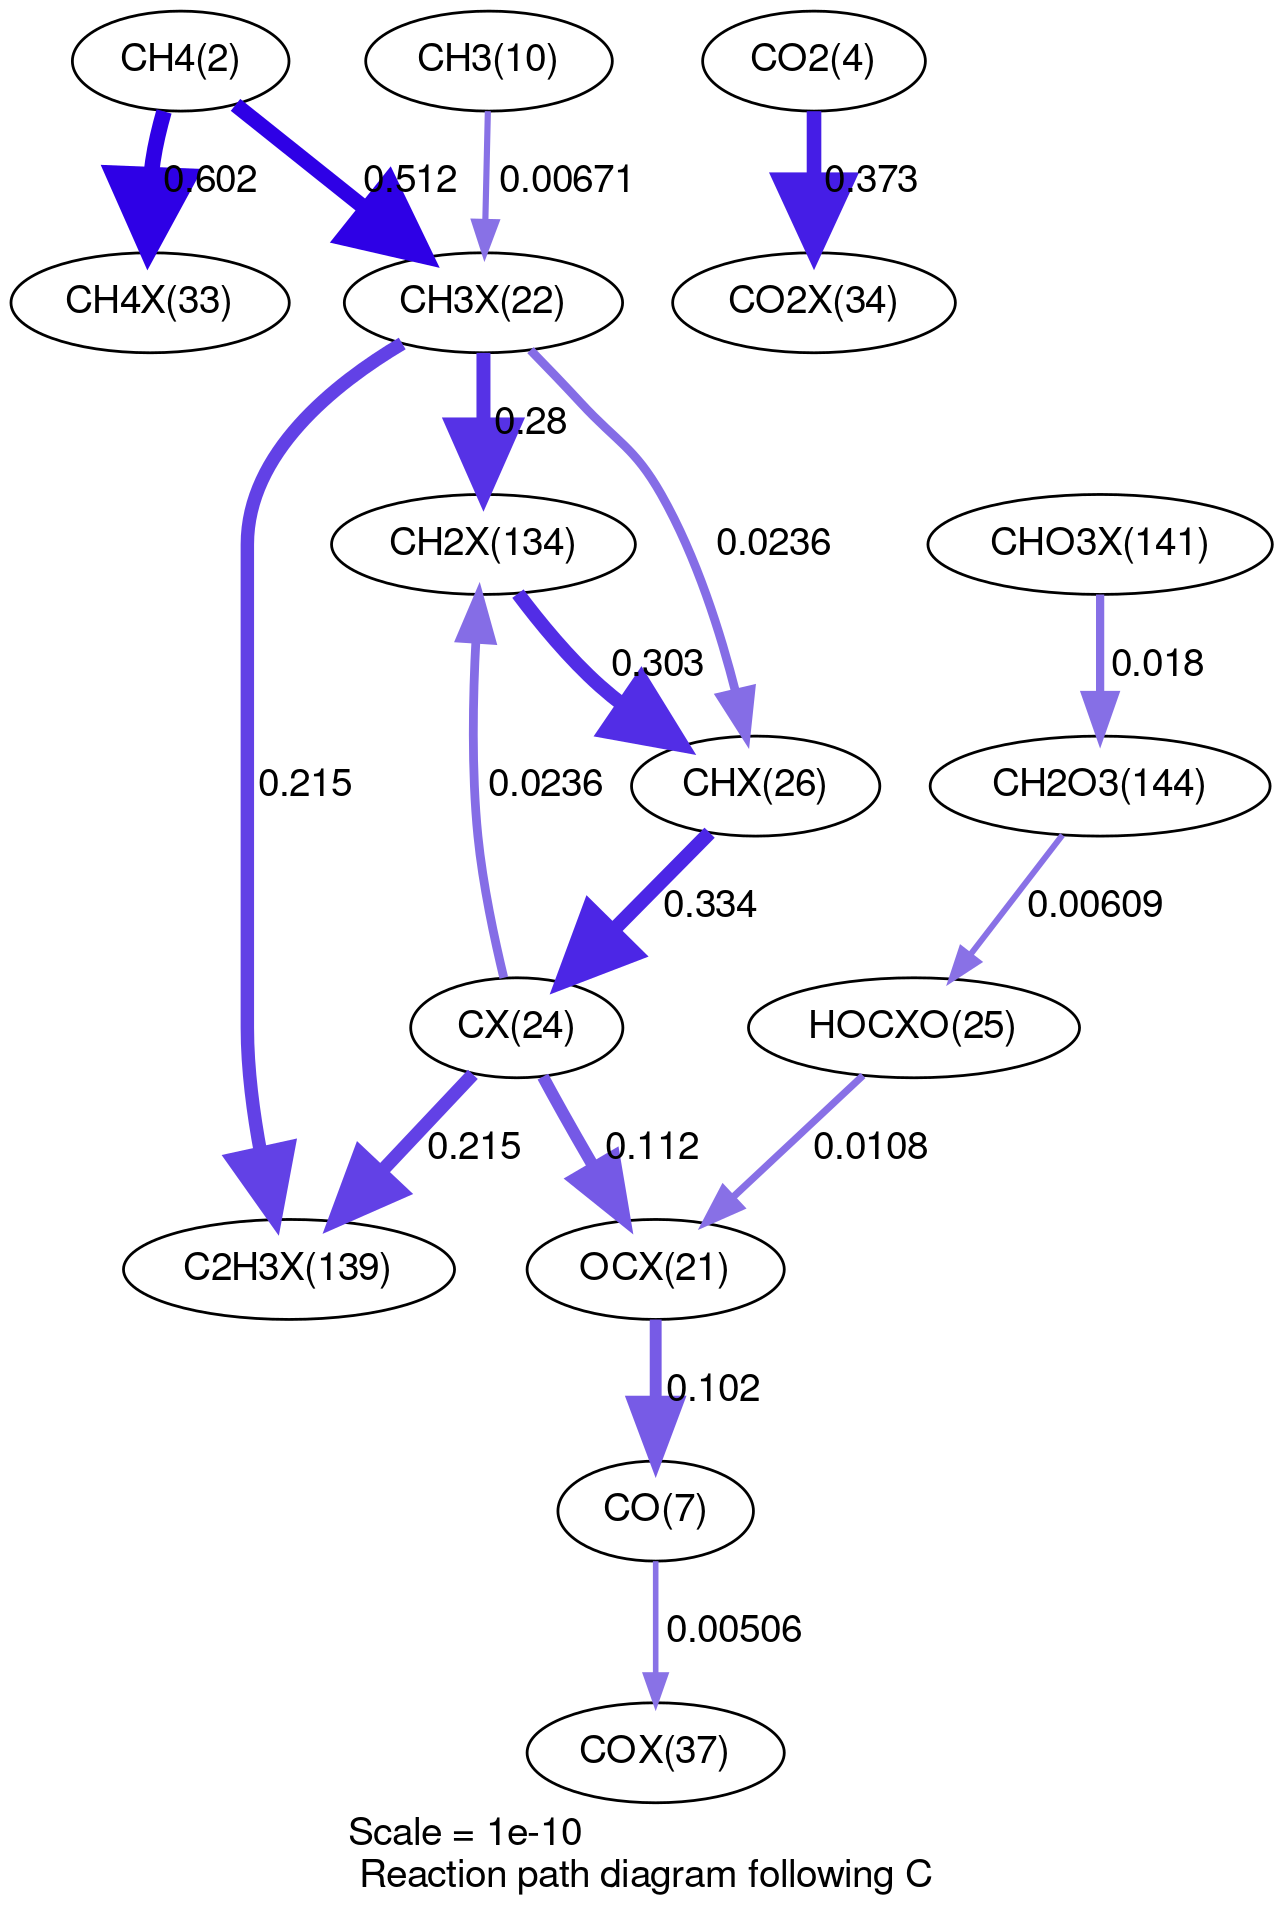 CH4(2)
CH3(10)
CO2(4)
0.602
0.512
0.00671
0.373
CH4X(33)
CH3X(22)
CO2X(34)
0.28
CH2X(134)
0.0236
CHO3X(141)
0.303
0.018
0.215
0.0236
CHX(26)
CH2O3(144)
0.334
0.00609
CX(24)
HOCXO(25)
0.215
0.112
0.0108
C2H3X(139)
OCX(21)
0.102
CO(7)
0.00506
COX(37)
Scale = 1e-10
Reaction path diagram following C